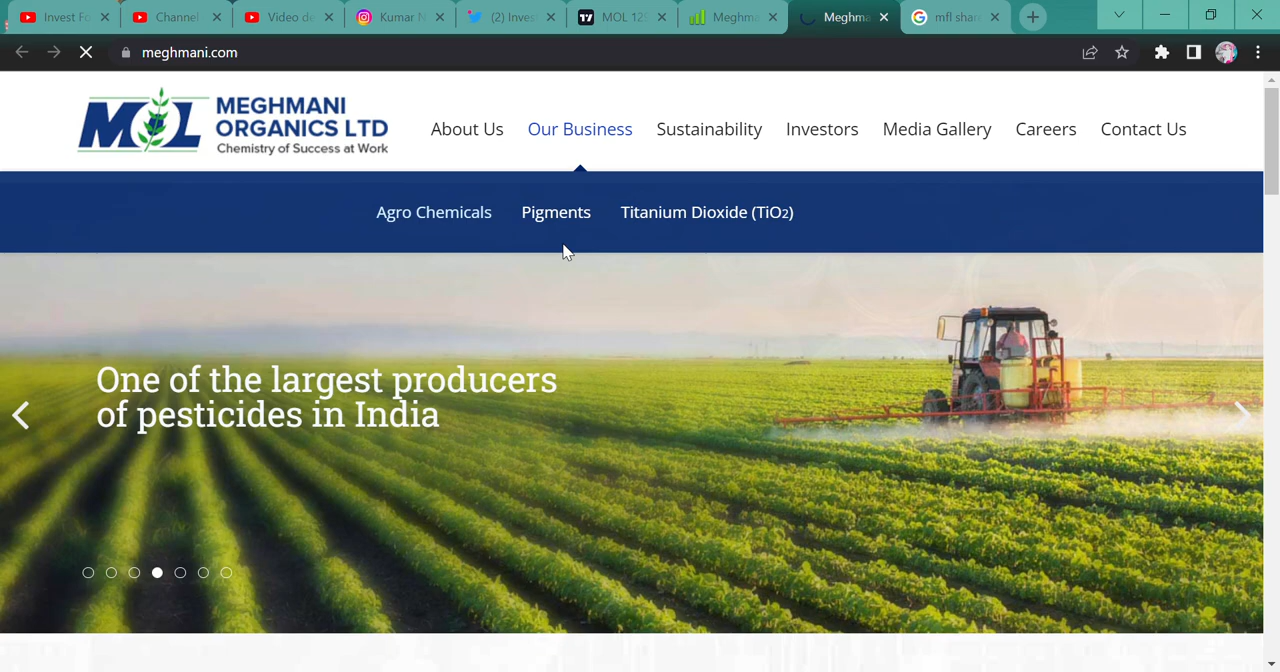 Invest Fo
Channel
Video de
Kumar N
(2) Inves
MOL 129
Meghma
Meghma
mfl shar
meghmani.com
MOL
MEGHMANI
ORGANICS LTD
Chemistry of Success at Work
About Us
Our Business
Sustainability
Investors
Media Gallery
Careers
Contact Us
Agro Chemicals
Pigments
Titanium Dioxide (TiO2)
One of the largest producers
of pesticides in India